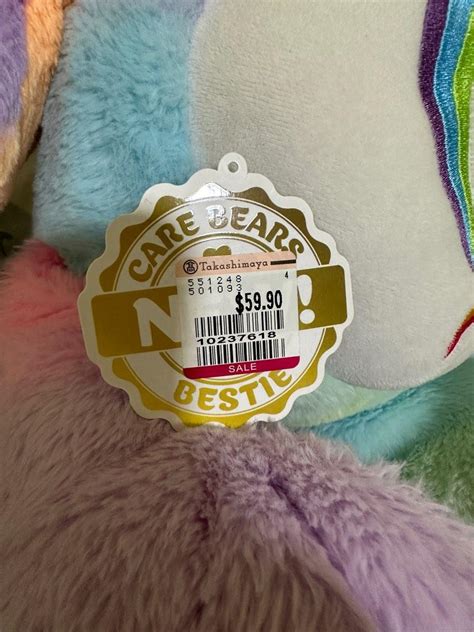 CARE BEARS
Takashimaya
551248 4
501093
$59.90
10237618
SALE
BESTIE